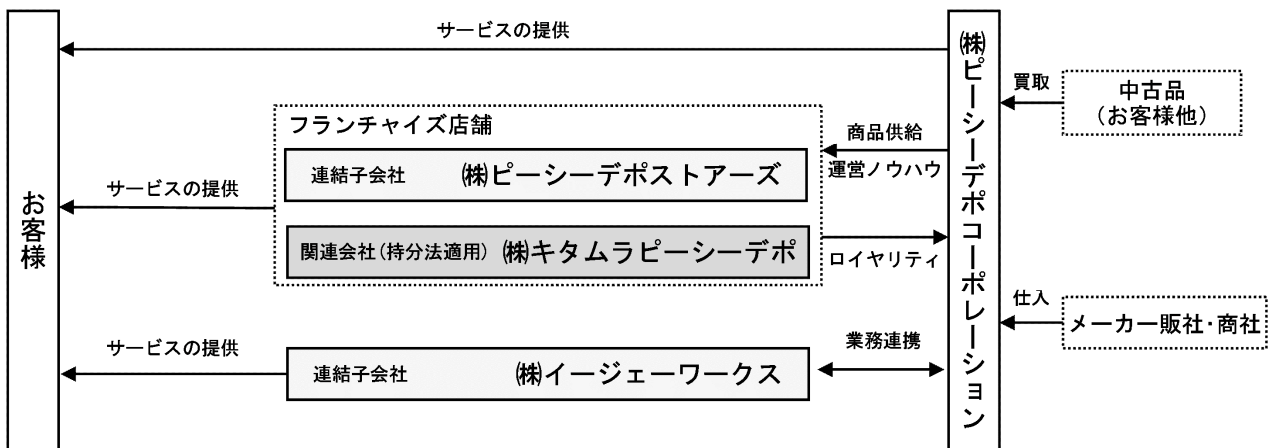 お客様
サービスの提供
フランチャイズ店舗
連結子会社 ㈱ピーシーデポストアーズ
サービスの提供
関連会社(持分法適用) ㈱キタムラピーシーデポ
サービスの提供
連結子会社 ㈱イージェーワークス
商品供給
運営ノウハウ
ロイヤリティ
業務連携
㈱ピーシーデポコーポレーション
買取
中古品
(お客様他)
仕入
メーカー販社・商社